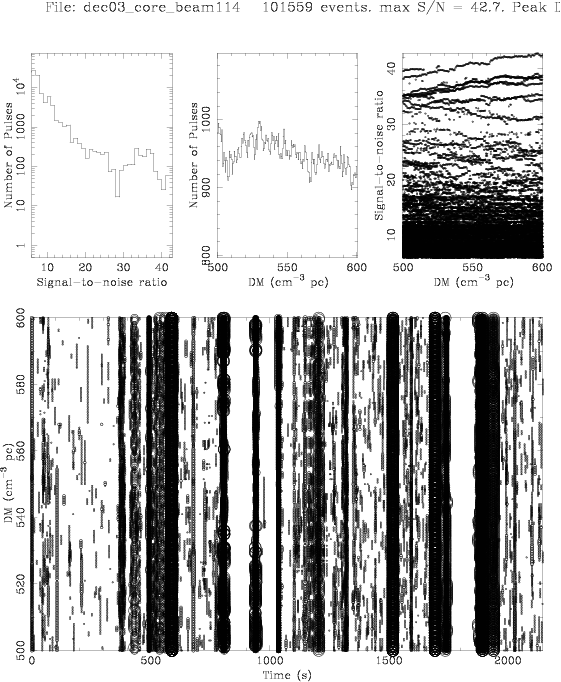 File: dec03_core_beam114 101559 events. max S/N = 42.7. Peak D
Number of Pulses
10⁴
1000
100
10
1
10 20 30 40
Signal-to-noise ratio
Number of Pulses
1000
900
800
500 550 600
DM (cm⁻³ pc)
Signal-to-noise ratio
40
30
20
10
500 550 600
DM (cm⁻³ pc)
DM (cm⁻³ pc)
600
580
560
540
520
500
0 500 1000 1500 2000
Time (s)